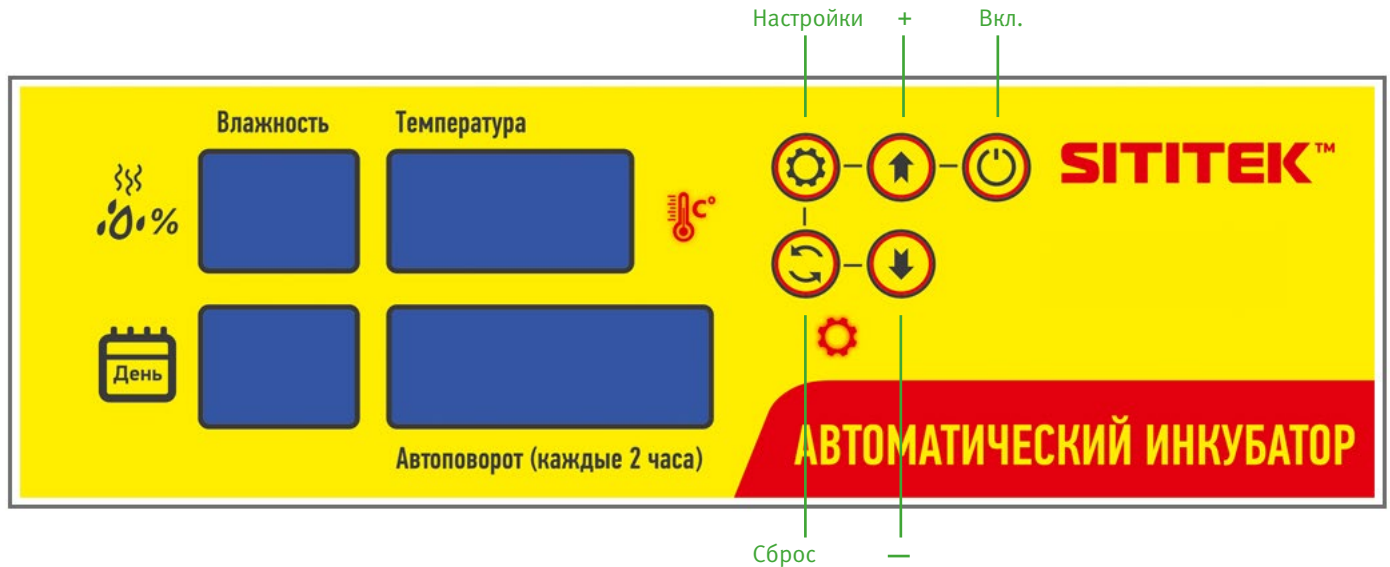 Настройки + Вкл.
Влажность Температура
%
C°
SITITEK™
День
Автоповорот (каждые 2 часа)
АВТОМАТИЧЕСКИЙ ИНКУБАТОР
Сброс —